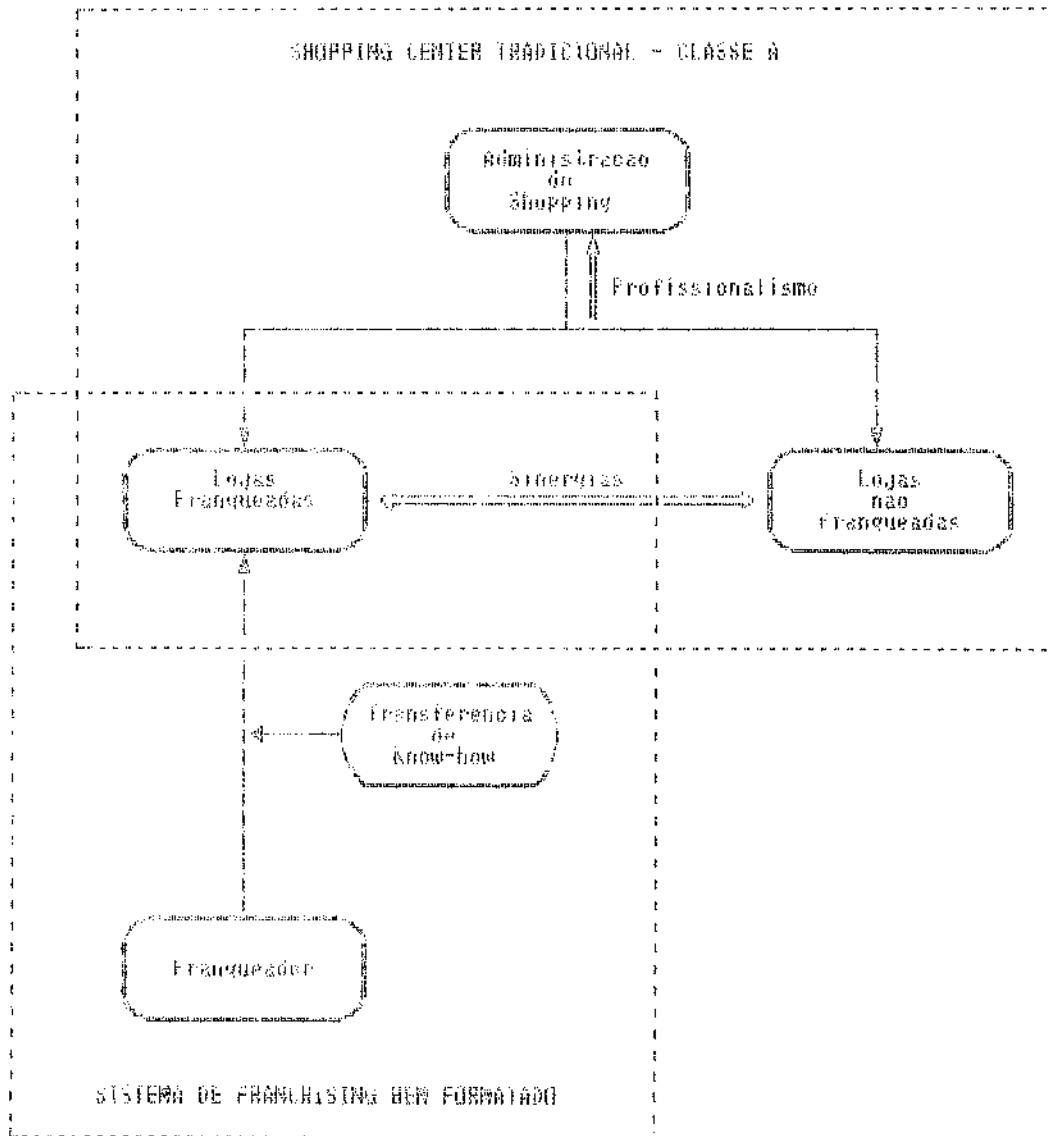 SHOPPING CENTER TRADICIONAL - CLASSE A
Administracao
do
Shopping
Profissionalismo
Lojas
Franqueadas
Sinergias
Lojas
nao
franqueadas
Transferencia
de
Know-how
Franqueador
SISTEMA DE FRANCHISING BEM FORMATADO